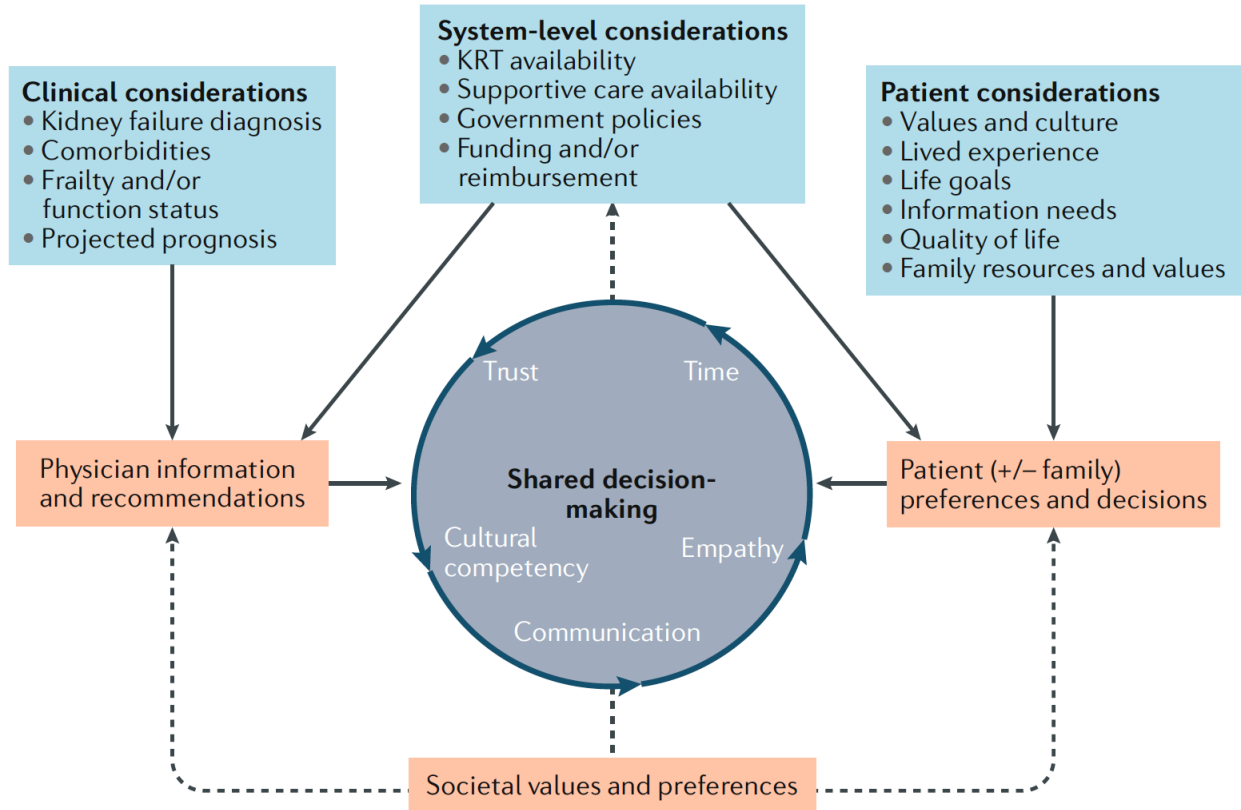 System-level considerations
• KRT availability
• Supportive care availability
• Government policies
• Funding and/or
reimbursement
Clinical considerations
• Kidney failure diagnosis
• Comorbidities
• Frailty and/or
function status
• Projected prognosis
Patient considerations
• Values and culture
• Lived experience
• Life goals
• Information needs
• Quality of life
• Family resources and values
Trust
Time
Physician information
and recommendations
Shared decision-
making
Patient (+/– family)
preferences and decisions
Cultural
competency
Empathy
Communication
Societal values and preferences